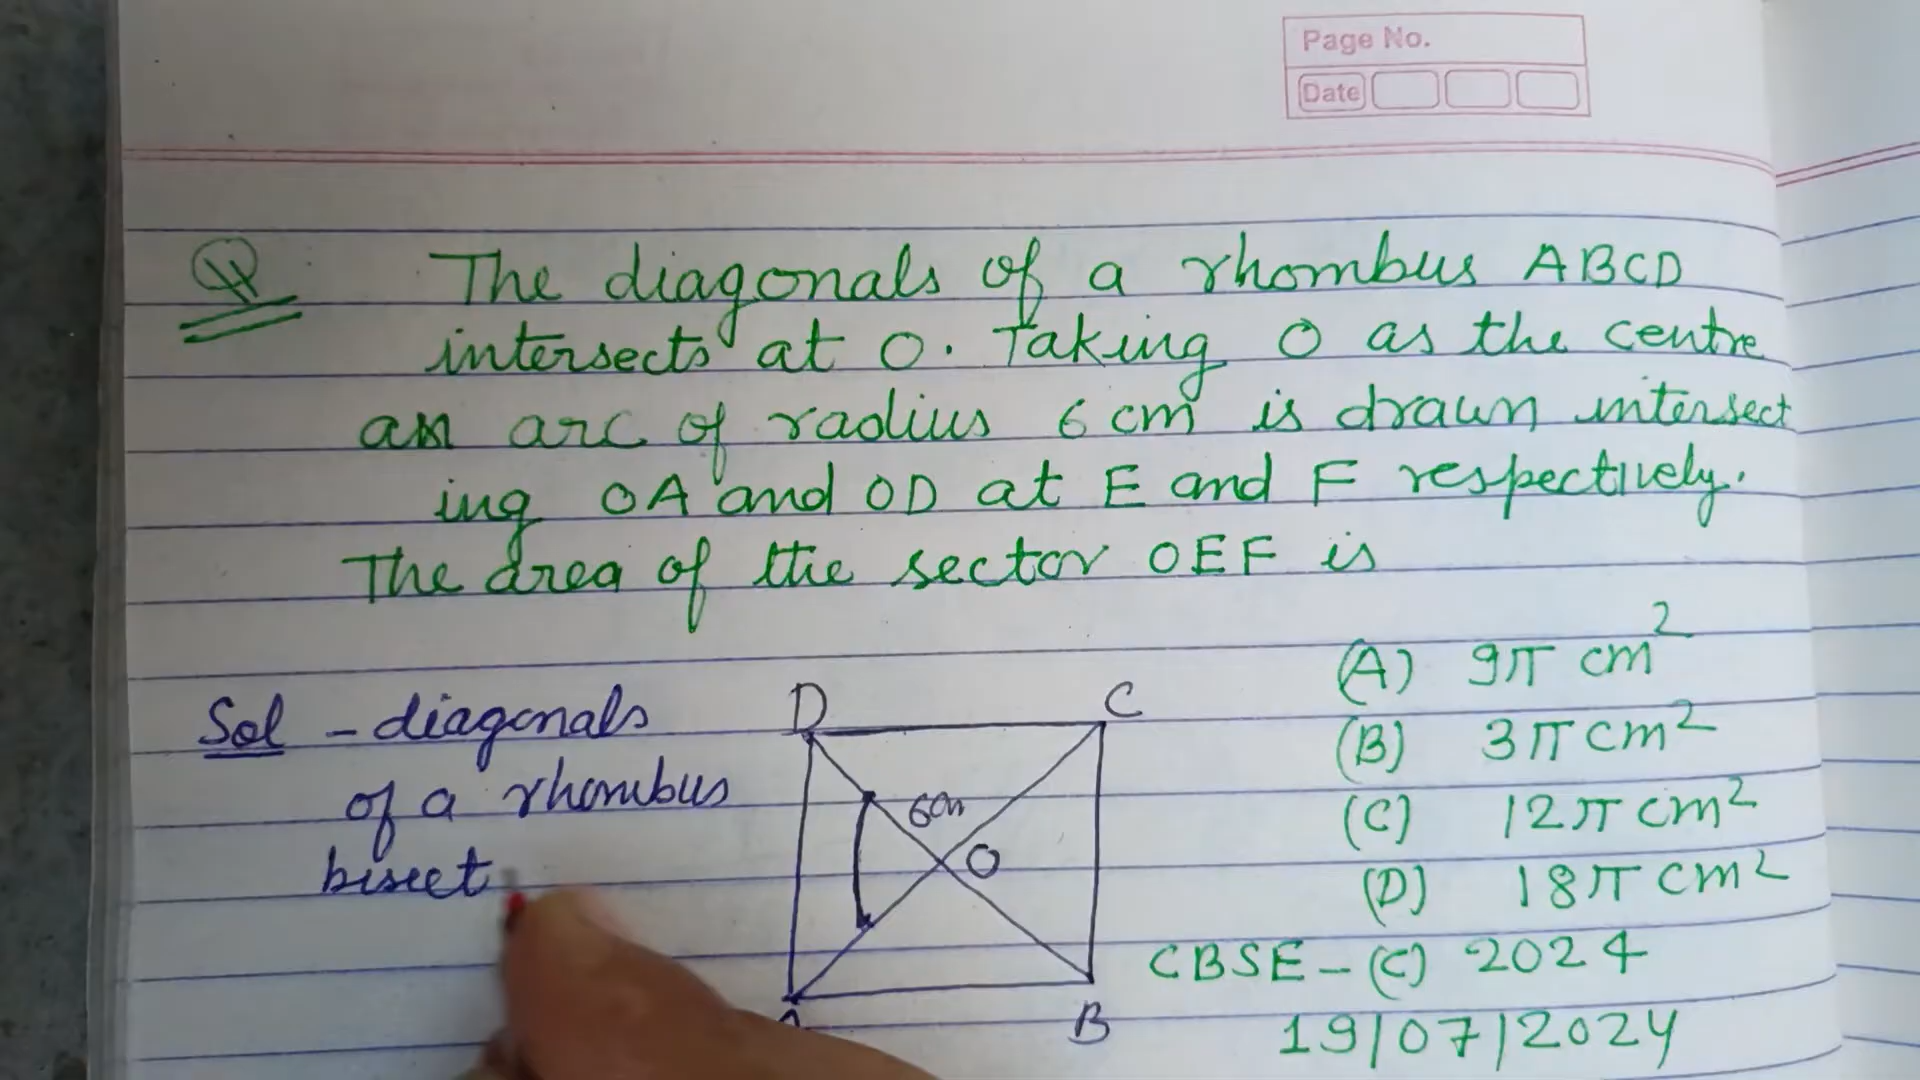 Page No.
Date
Q The diagonals of a rhombus ABCD
intersects at O. Taking O as the centre
an arc of radius 6 cm is drawn intersect
ing OA and OD at E and F respectively.
The area of the sector OEF is
(A) 9π cm²
(B) 3π cm²
(C) 12π cm²
(D) 18π cm²
CBSE - (C) 2024
19/07/2024
Sol - diagonals
of a rhombus
bisect
D
C
6cm
O
A
B